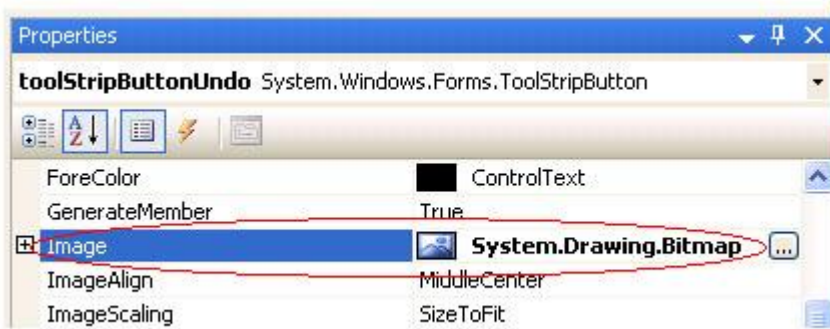 Properties
toolStripButtonUndo System.Windows.Forms.ToolStripButton
A Z
ForeColor ControlText
GenerateMember True
Image System.Drawing.Bitmap ...
ImageAlign MiddleCenter
ImageScaling SizeToFit